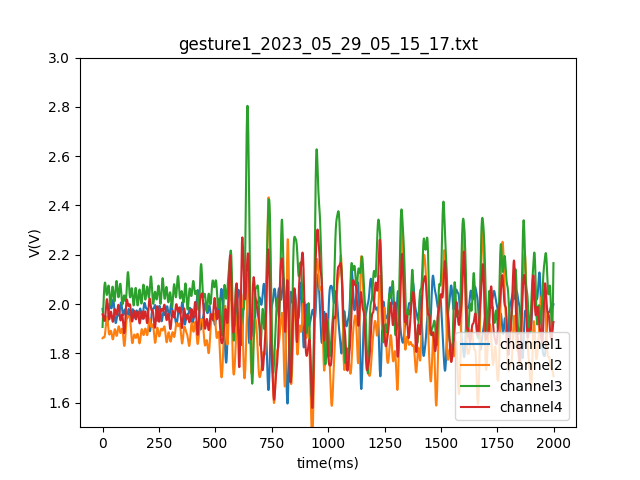 gesture1_2023_05_29_05_15_17.txt
3.0
2.8
2.6
2.4
2.2
2.0
1.8
1.6
V(V)
0 250 500 750 1000 1250 1500 1750 2000
time(ms)
channel1
channel2
channel3
channel4